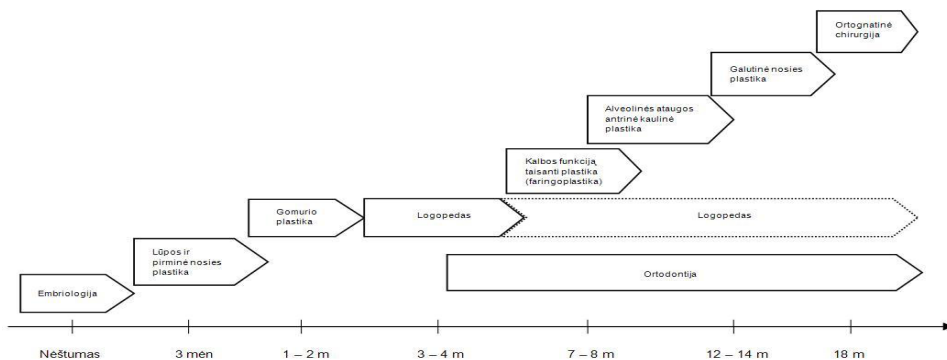 Ortognatinė
chirurgija
Galutinė nosies
plastika
Alveolinės ataugos
antrinė kaulinė
plastika
Kalbos funkciją
taisanti plastika
(faringoplastika)
Gomurio
plastika
Logopedas
Logopedas
Lūpos ir
pirminė nosies
plastika
Ortodontija
Embriologija
Nėštumas
3 mėn
1 – 2 m
3 – 4 m
7 – 8 m
12 – 14 m
18 m